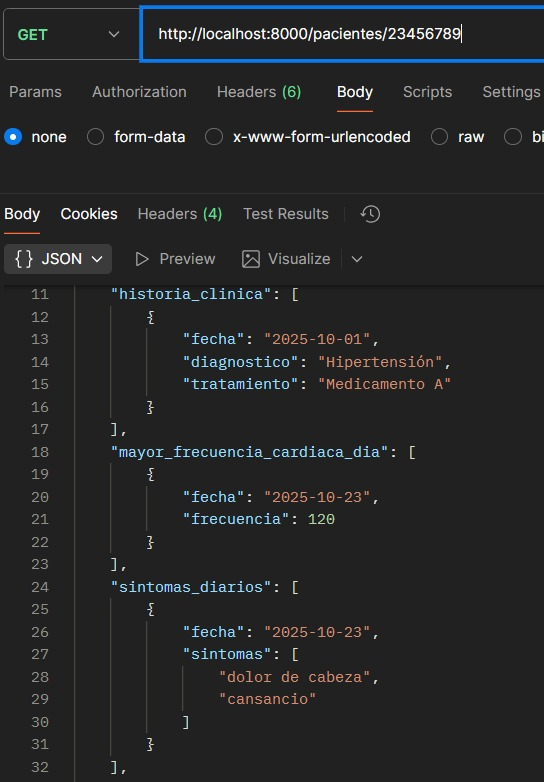 GET http://localhost:8000/pacientes/23456789
Params Authorization Headers (6) Body Scripts Settings
none form-data x-www-form-urlencoded raw bi
Body Cookies Headers (4) Test Results
{} JSON Preview Visualize
11 "historia_clinica": [
12 {
13 "fecha": "2025-10-01",
14 "diagnostico": "Hipertensión",
15 "tratamiento": "Medicamento A"
16 }
17 ],
18 "mayor_frecuencia_cardiaca_dia": [
19 {
20 "fecha": "2025-10-23",
21 "frecuencia": 120
22 }
23 ],
24 "sintomas_diarios": [
25 {
26 "fecha": "2025-10-23",
27 "sintomas": [
28 "dolor de cabeza",
29 "cansancio"
30 ]
31 }
32 ],